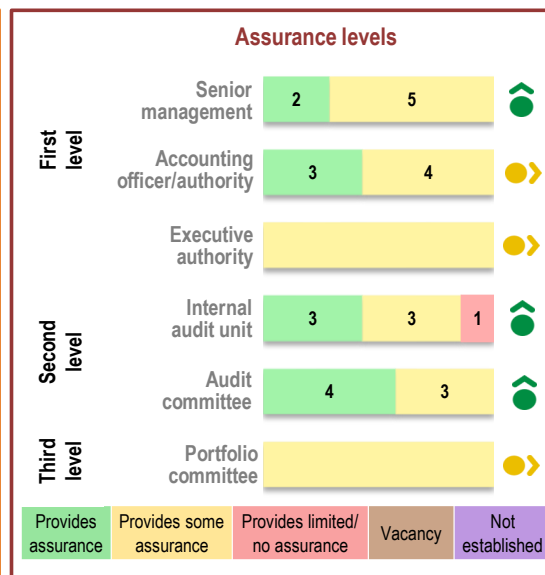 Assurance levels
First
level
Senior
management
2
5
Accounting
officer/authority
3
4
Executive
authority
Second
level
Internal
audit unit
3
3
1
Audit
committee
4
3
Third
level
Portfolio
committee
Provides
assurance
Provides some
assurance
Provides limited/
no assurance
Vacancy
Not
established